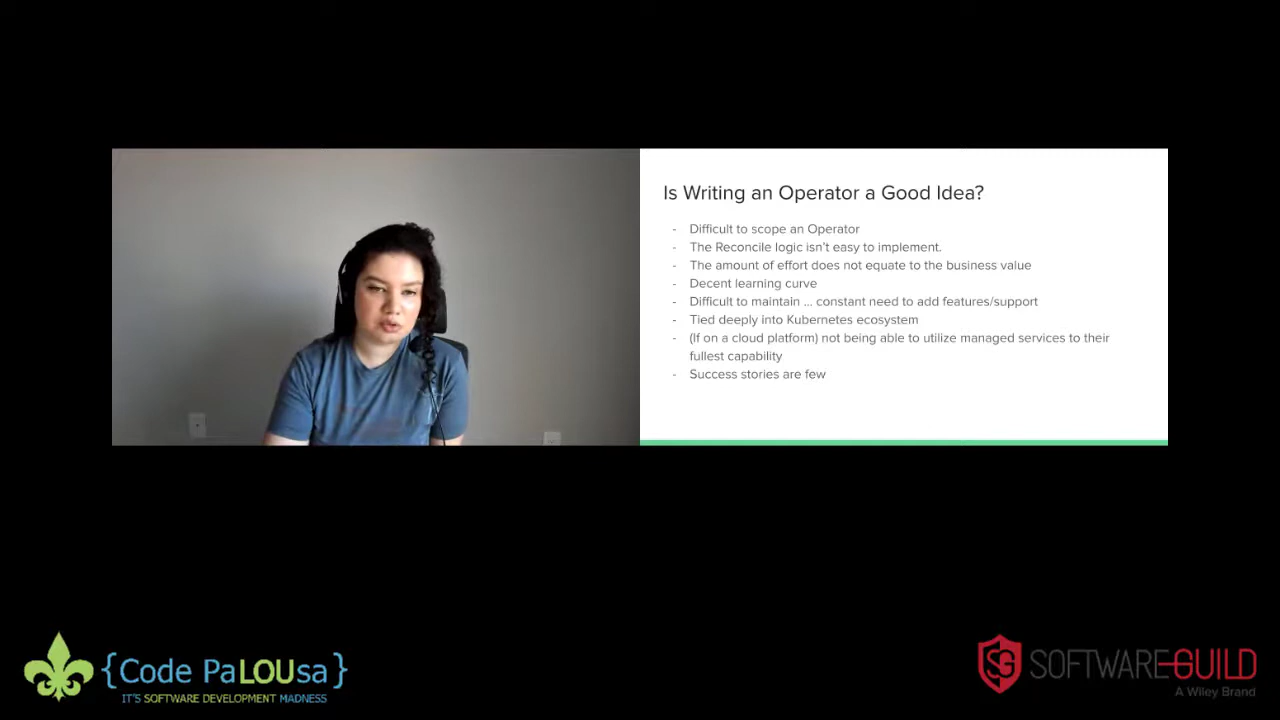 Is Writing an Operator a Good Idea?
- Difficult to scope an Operator
- The Reconcile logic isn't easy to implement.
- The amount of effort does not equate to the business value
- Decent learning curve
- Difficult to maintain ... constant need to add features/support
- Tied deeply into Kubernetes ecosystem
- (If on a cloud platform) not being able to utilize managed services to their
fullest capability
- Success stories are few
{Code PaLOUsa}
IT'S SOFTWARE DEVELOPMENT MADNESS
SG SOFTWARE GUILD
A Wiley Brand